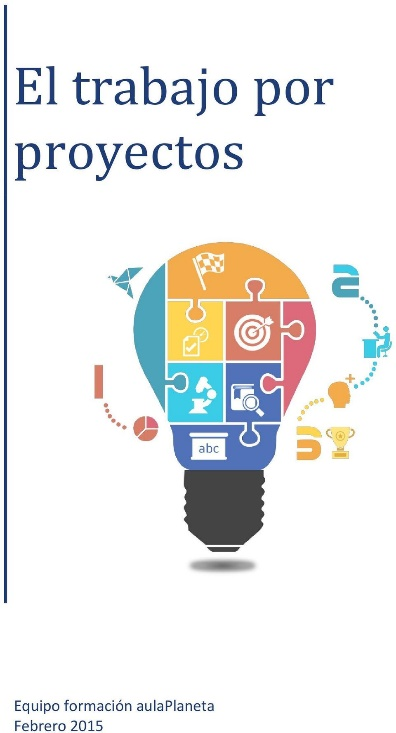 El trabajo por
proyectos
abc
Equipo formación aulaPlaneta
Febrero 2015